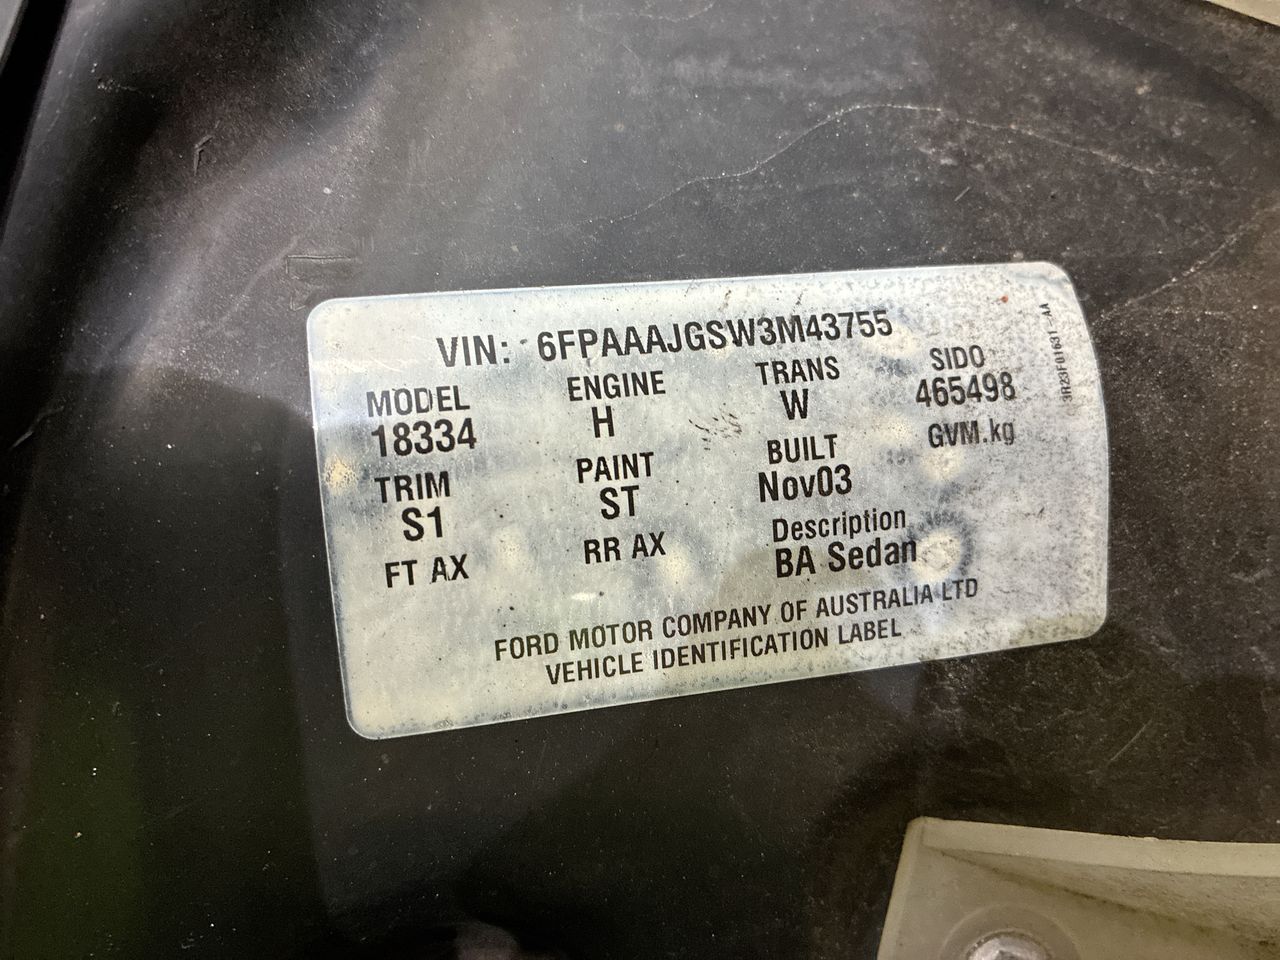 VIN: 6FPAAAJGSW3M43755
MODEL ENGINE TRANS SIDO
18334 H W 465498
TRIM PAINT BUILT GVM.kg
S1 ST Nov03
FT AX RR AX Description
BA Sedan
FORD MOTOR COMPANY OF AUSTRALIA LTD
VEHICLE IDENTIFICATION LABEL